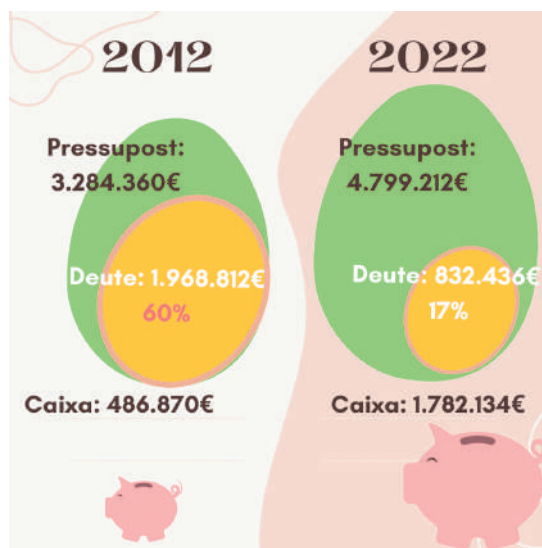 2012
Pressupost:
3.284.360€
Deute: 1.968.812€
60%
Caixa: 486.870€
2022
Pressupost:
4.799.212€
Deute: 832.436€
17%
Caixa: 1.782.134€